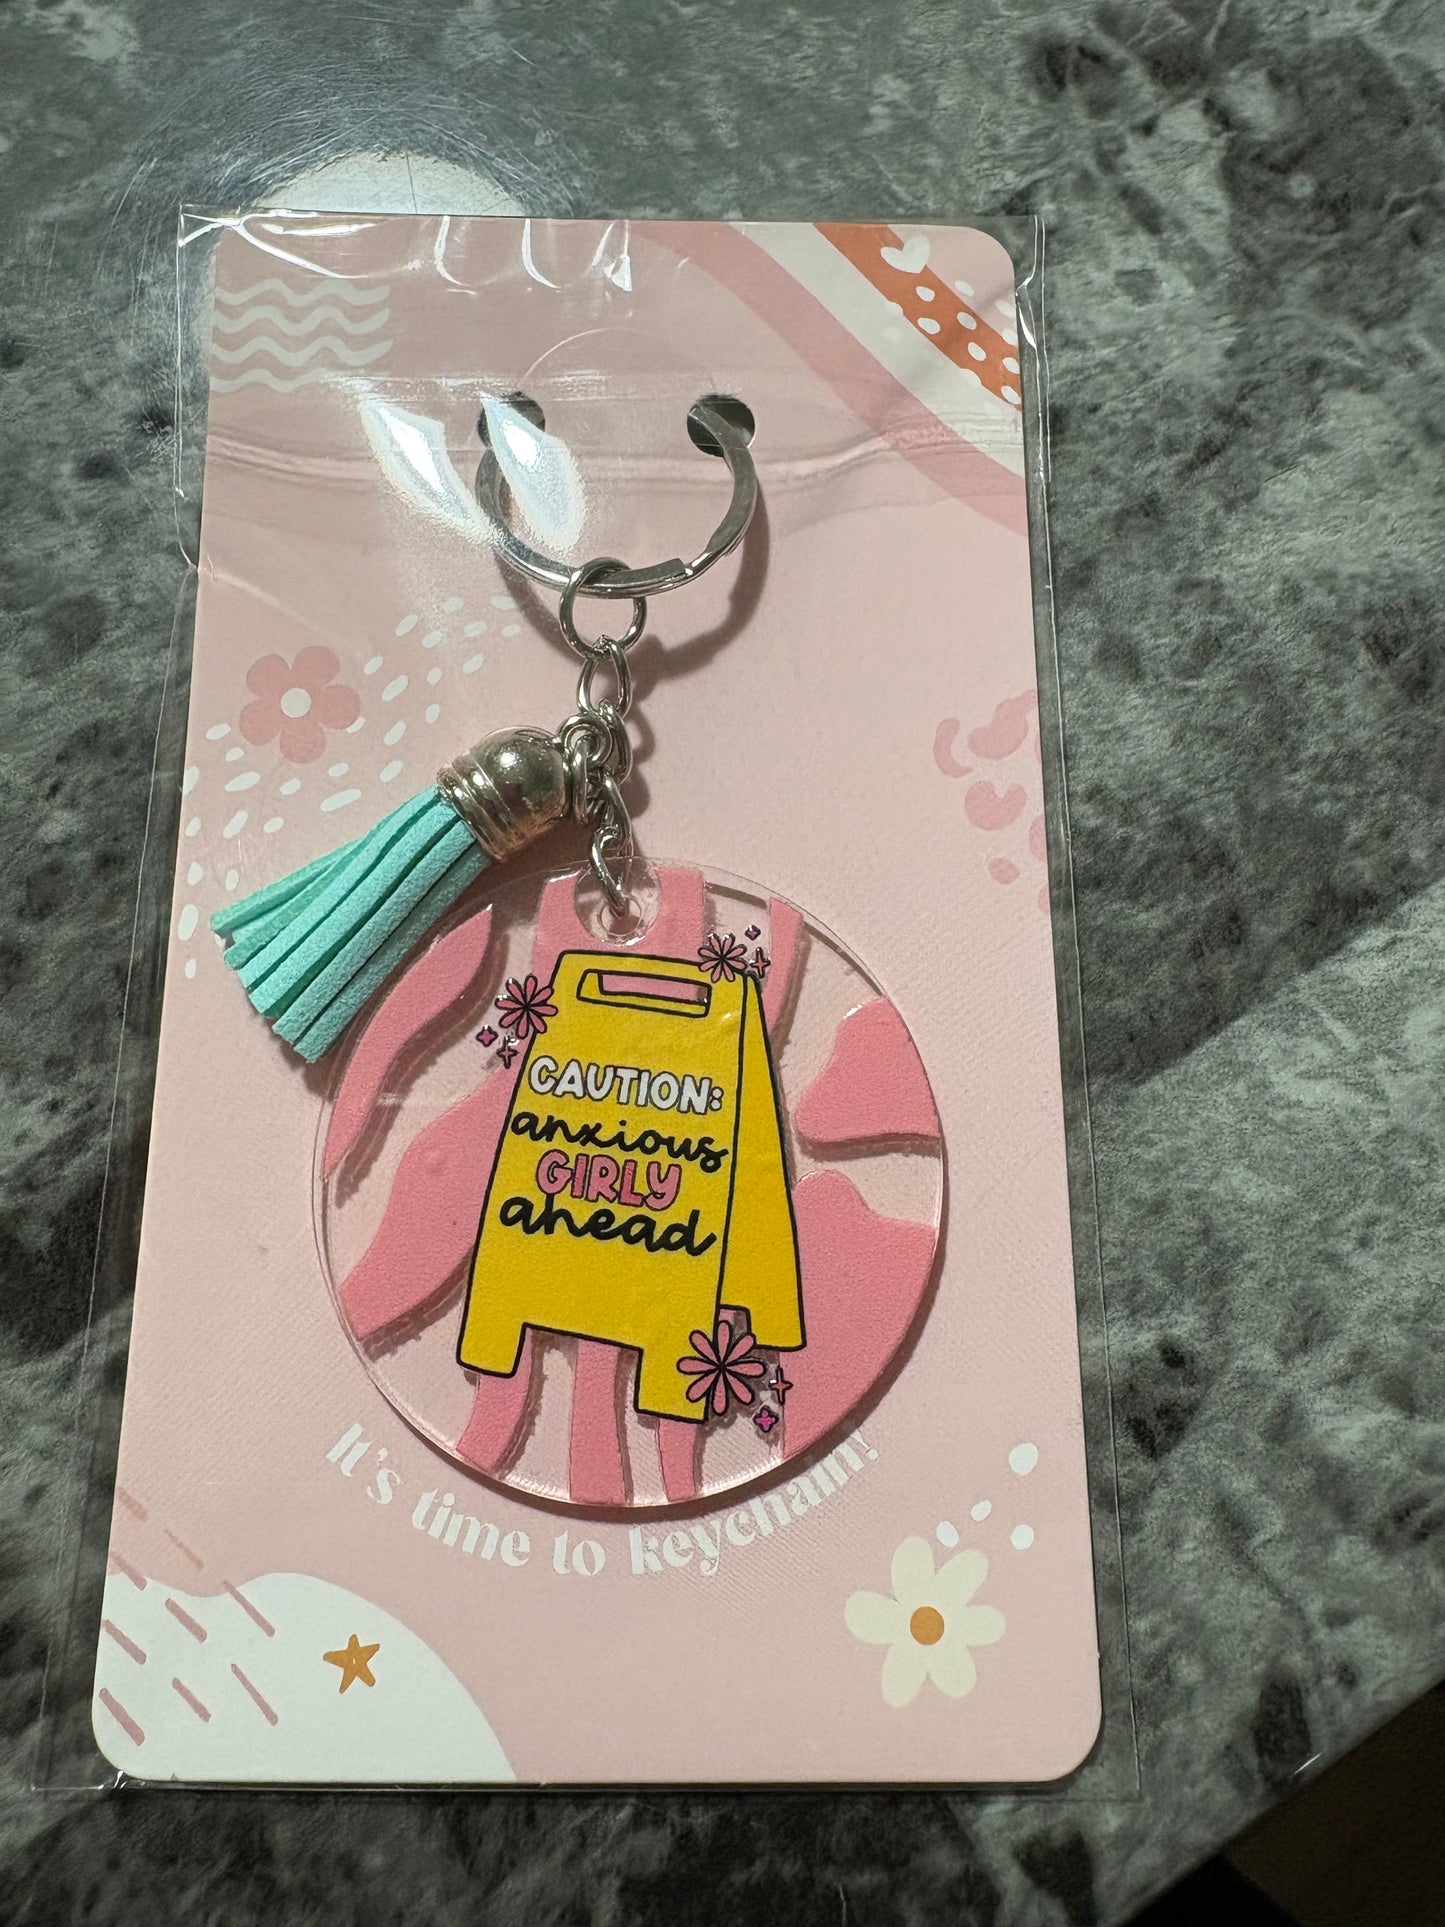 CAUTION:
anxious
GIRLY
ahead
It's time to keychain!